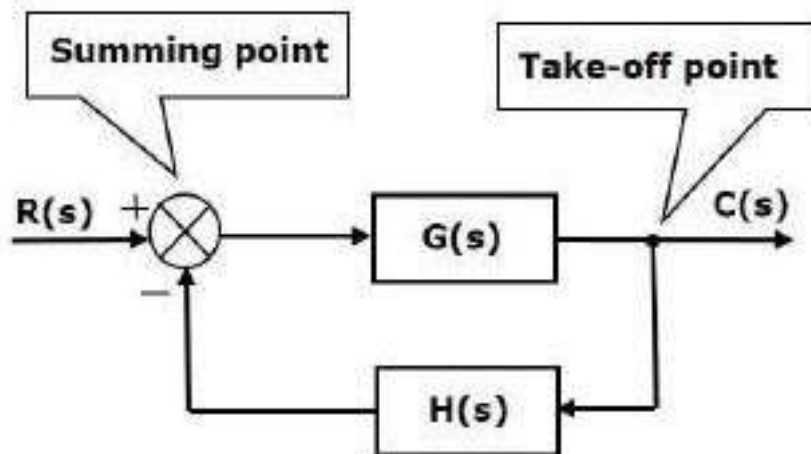 Summing point
Take-off point
R(s)
+
C(s)
G(s)
−
H(s)